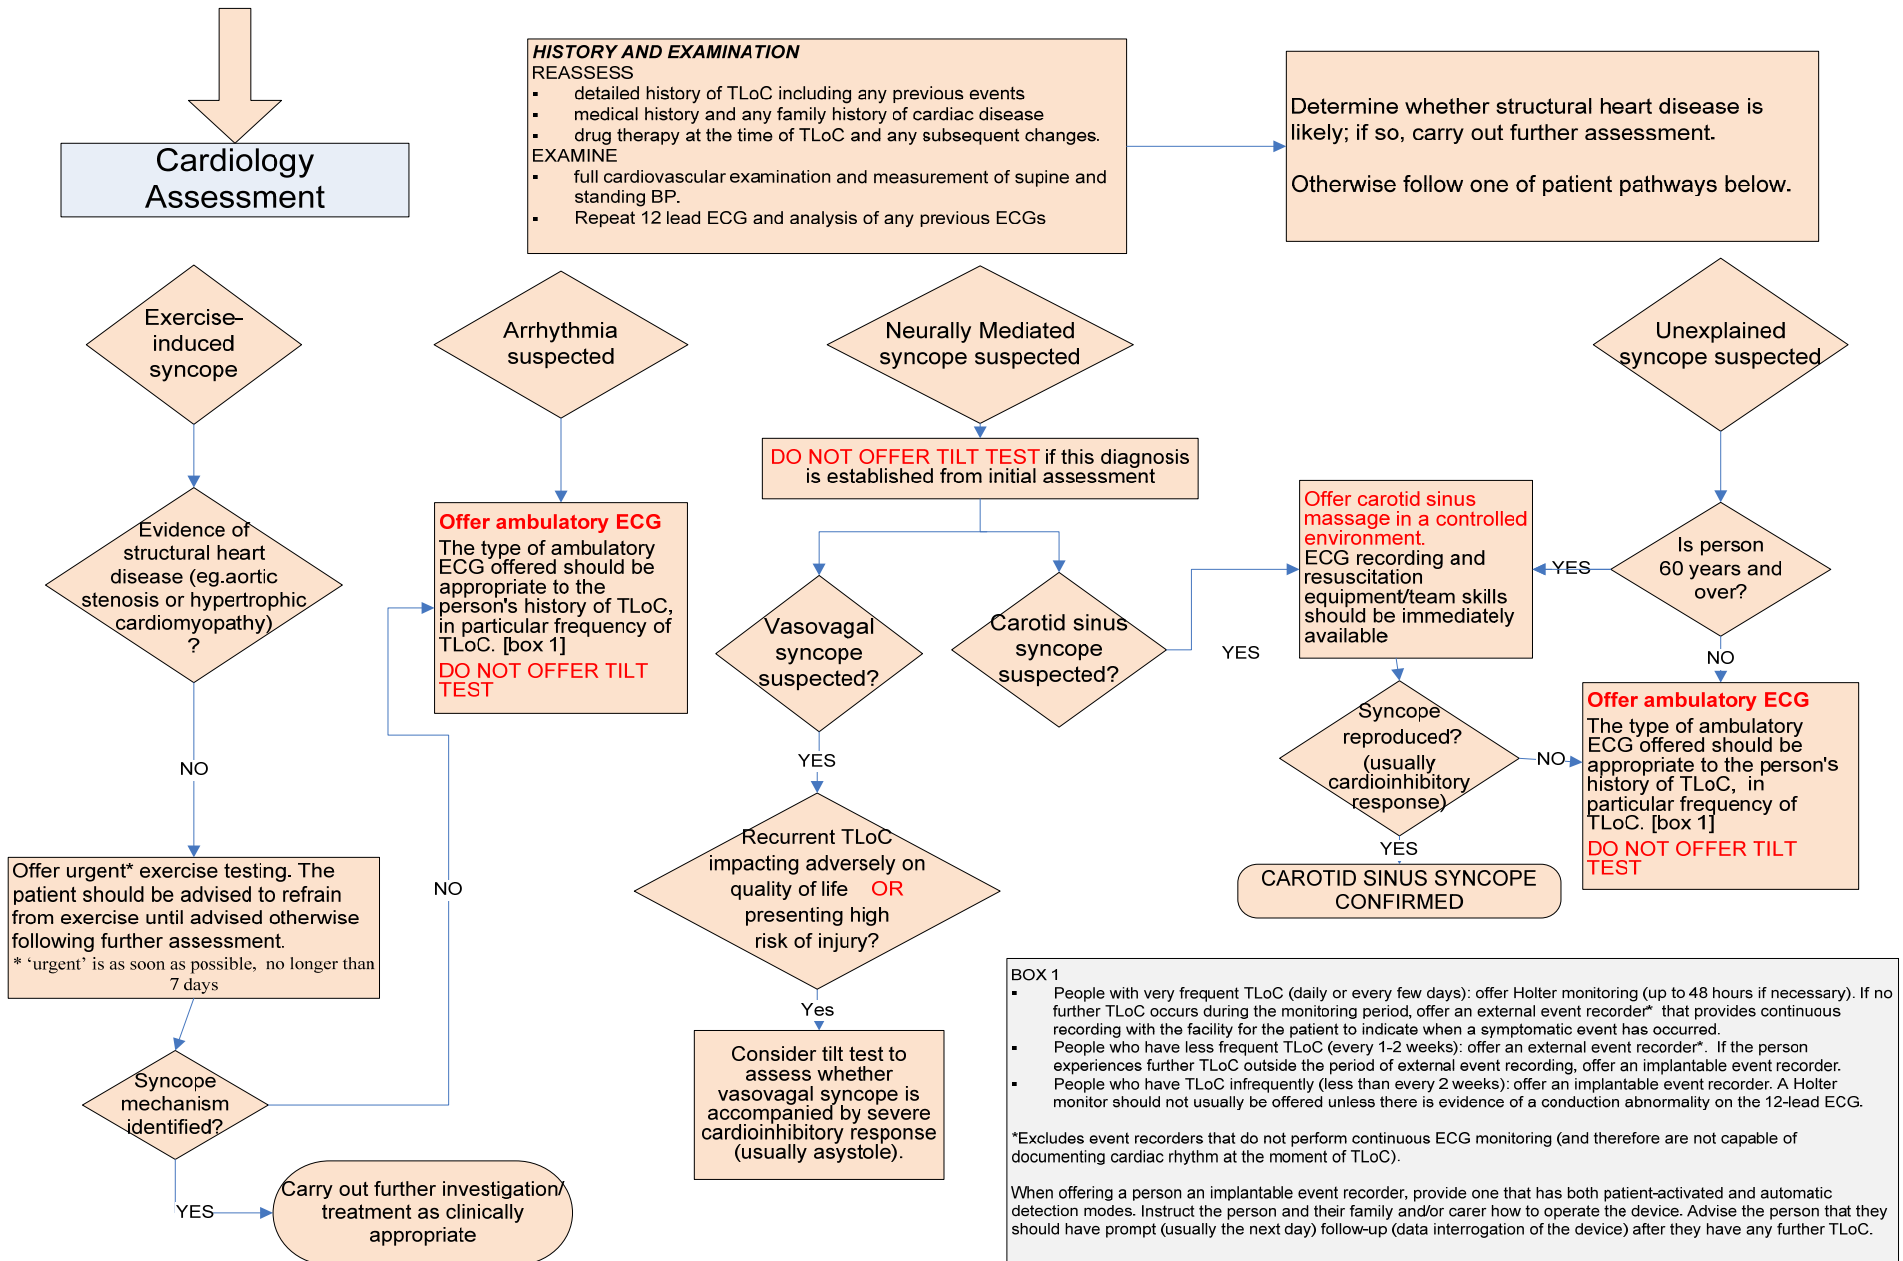 Cardiology
Assessment
HISTORY AND EXAMINATION
REASSESS
▪ detailed history of TLoC including any previous events
▪ medical history and any family history of cardiac disease
▪ drug therapy at the time of TLoC and any subsequent changes.
EXAMINE
▪ full cardiovascular examination and measurement of supine and
standing BP.
▪ Repeat 12 lead ECG and analysis of any previous ECGs
Determine whether structural heart disease is
likely; if so, carry out further assessment.
Otherwise follow one of patient pathways below.
Exercise–
induced
syncope
Arrhythmia
suspected
Neurally Mediated
syncope suspected
Unexplained
syncope suspected
Evidence of
structural heart
disease (eg.aortic
stenosis or hypertrophic
cardiomyopathy)
?
NO
Offer urgent* exercise testing. The
patient should be advised to refrain
from exercise until advised otherwise
following further assessment.
* ‘urgent’ is as soon as possible, no longer than
7 days
Syncope
mechanism
identified?
NO
YES
Carry out further investigation/
treatment as clinically
appropriate
Offer ambulatory ECG
The type of ambulatory
ECG offered should be
appropriate to the
person's history of TLoC,
in particular frequency of
TLoC. [box 1]
DO NOT OFFER TILT
TEST
DO NOT OFFER TILT TEST if this diagnosis
is established from initial assessment
Vasovagal
syncope
suspected?
YES
Recurrent TLoC
impacting adversely on
quality of life OR
presenting high
risk of injury?
Yes
Consider tilt test to
assess whether
vasovagal syncope is
accompanied by severe
cardioinhibitory response
(usually asystole).
Carotid sinus
syncope
suspected?
YES
Offer carotid sinus
massage in a controlled
environment.
ECG recording and
resuscitation
equipment/team skills
should be immediately
available
Is person
60 years and
over?
YES
NO
Syncope
reproduced?
(usually
cardioinhibitory
response)
NO
YES
CAROTID SINUS SYNCOPE
CONFIRMED
Offer ambulatory ECG
The type of ambulatory
ECG offered should be
appropriate to the person's
history of TLoC, in
particular frequency of
TLoC. [box 1]
DO NOT OFFER TILT
TEST
BOX 1
▪ People with very frequent TLoC (daily or every few days): offer Holter monitoring (up to 48 hours if necessary). If no
further TLoC occurs during the monitoring period, offer an external event recorder* that provides continuous
recording with the facility for the patient to indicate when a symptomatic event has occurred.
▪ People who have less frequent TLoC (every 1-2 weeks): offer an external event recorder*. If the person
experiences further TLoC outside the period of external event recording, offer an implantable event recorder.
▪ People who have TLoC infrequently (less than every 2 weeks): offer an implantable event recorder. A Holter
monitor should not usually be offered unless there is evidence of a conduction abnormality on the 12-lead ECG.
*Excludes event recorders that do not perform continuous ECG monitoring (and therefore are not capable of
documenting cardiac rhythm at the moment of TLoC).
When offering a person an implantable event recorder, provide one that has both patient-activated and automatic
detection modes. Instruct the person and their family and/or carer how to operate the device. Advise the person that they
should have prompt (usually the next day) follow-up (data interrogation of the device) after they have any further TLoC.